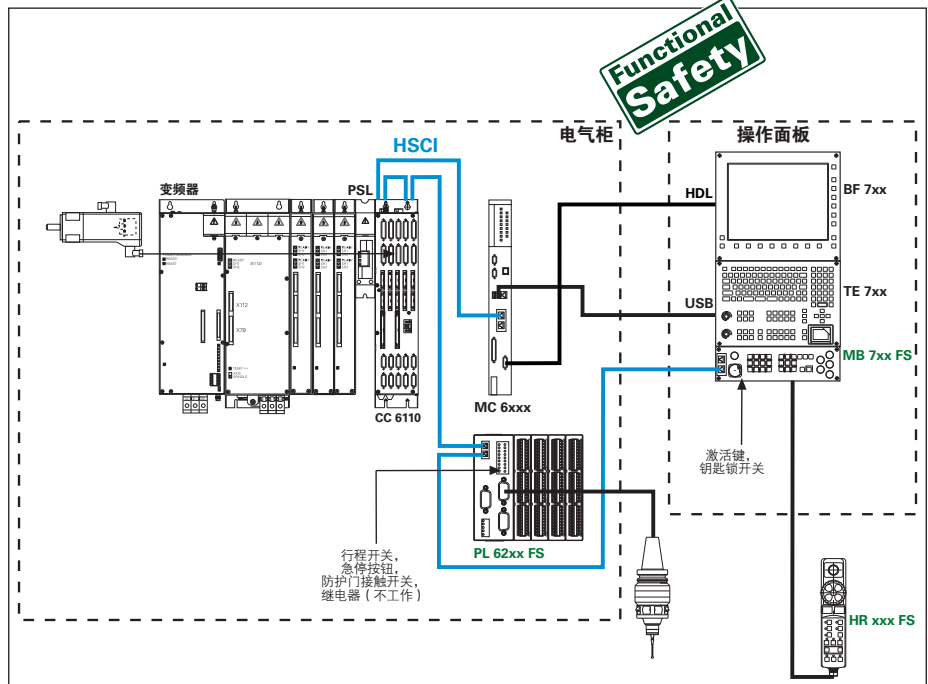 Functional
Safety
电气柜
操作面板
HSCI
变频器
PSL
HDL
BF 7xx
X112
X79
USB
TE 7xx
MB 7xx FS
MC 6xxx
CC 6110
激活键,
钥匙锁开关
PL 62xx FS
行程开关,
急停按钮,
防护门接触开关,
继电器(不工作)
HR xxx FS